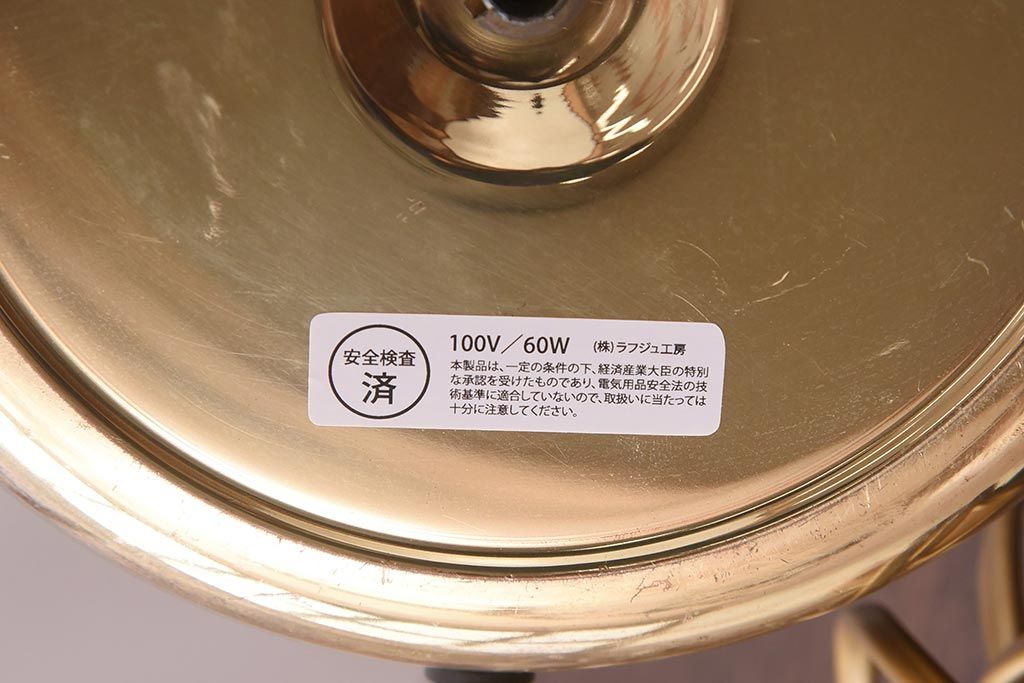 安全検査
済
100V／60W （株）ラフジュ工房
本製品は、一定の条件の下、経済産業大臣の特別
な承認を受けたものであり、電気用品安全法の技
術基準に適合していないので、取扱いに当たっては
十分に注意してください。